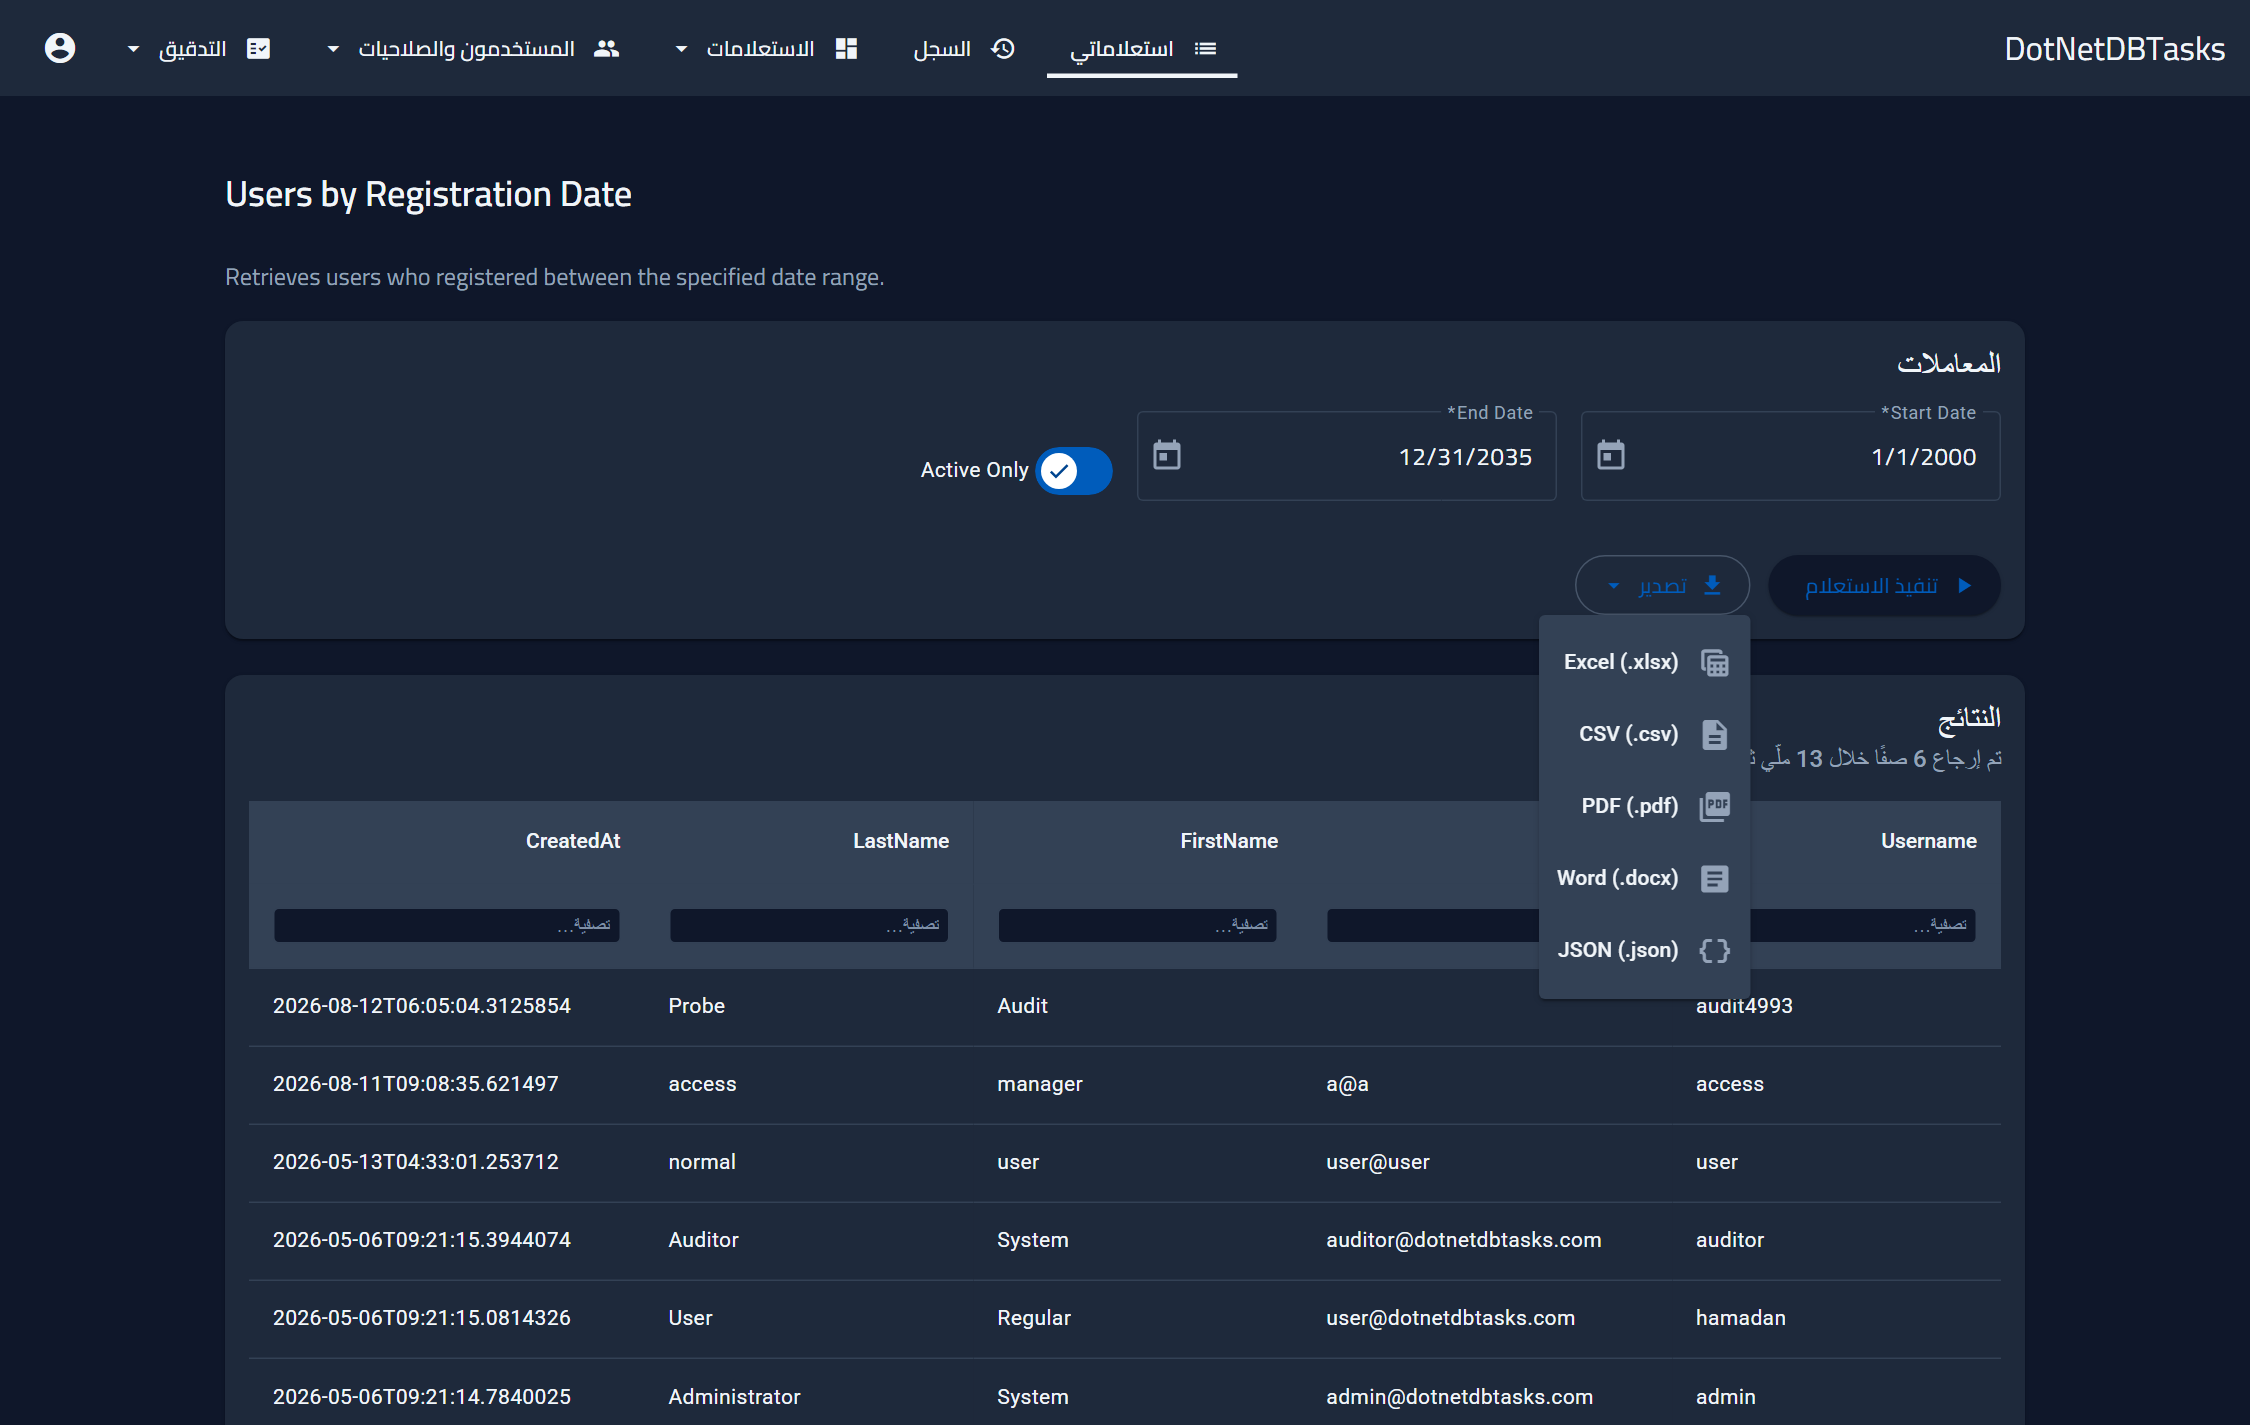 DotNetDBTasks
استعلاماتي
السجل
الاستعلامات
المستخدمون والصلاحيات
التدقيق
Users by Registration Date
Retrieves users who registered between the specified date range.
المعاملات
Start Date*
1/1/2000
End Date*
12/31/2035
Active Only
تنفيذ الاستعلام
تصدير
Excel (.xlsx)
CSV (.csv)
PDF (.pdf)
Word (.docx)
JSON (.json)
النتائج
تم إرجاع 6 صفًا خلال 13 ملّي
Username FirstName LastName CreatedAt
تصفية... تصفية... تصفية... تصفية...
audit4993 Audit Probe 2026-08-12T06:05:04.3125854
access a@a manager access 2026-08-11T09:08:35.621497
user user@user user normal 2026-05-13T04:33:01.253712
auditor auditor@dotnetdbtasks.com System Auditor 2026-05-06T09:21:15.3944074
hamadan user@dotnetdbtasks.com Regular User 2026-05-06T09:21:15.0814326
admin admin@dotnetdbtasks.com System Administrator 2026-05-06T09:21:14.7840025